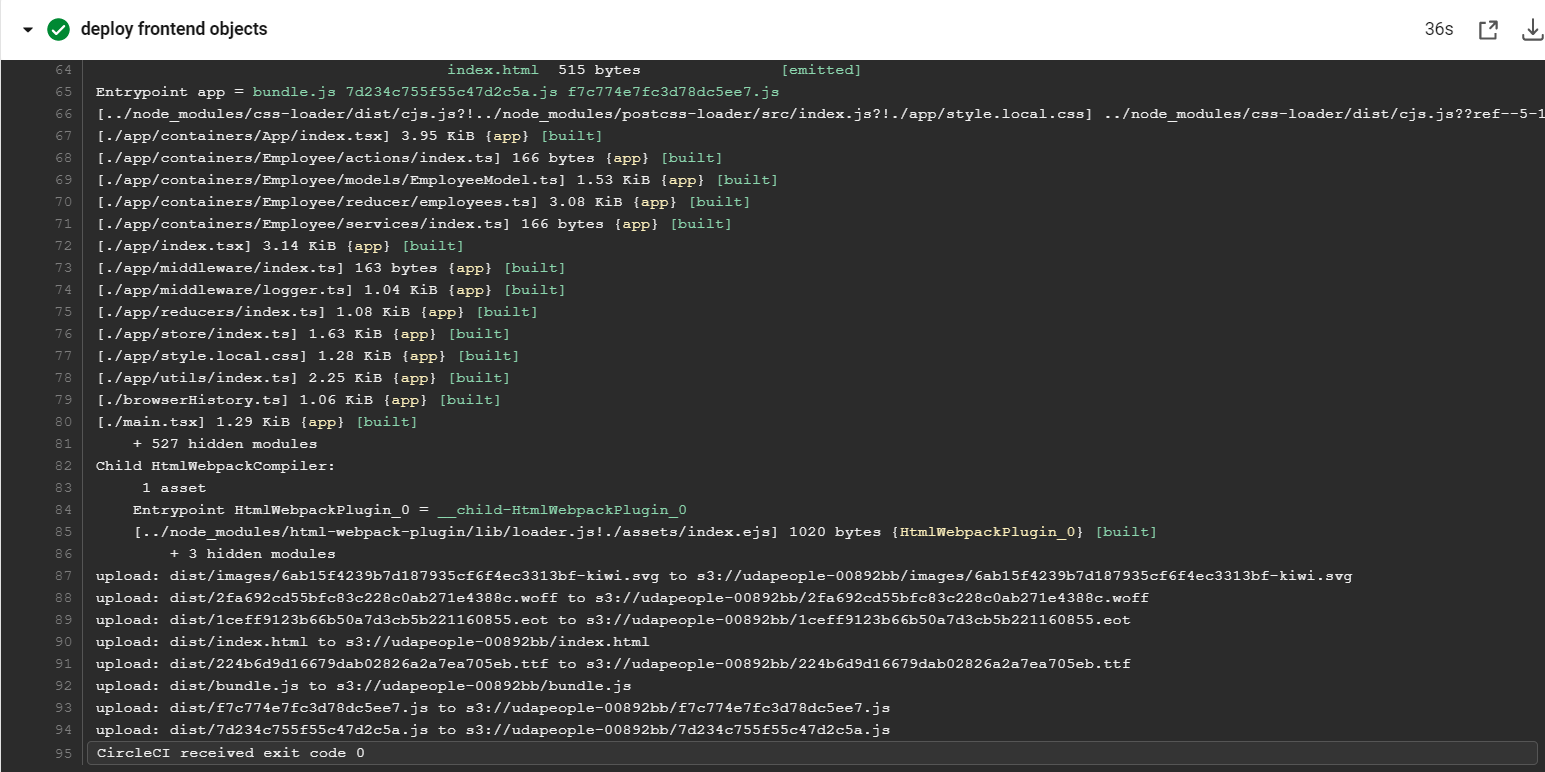 deploy frontend objects
36s
64 index.html 515 bytes [emitted]
65 Entrypoint app = bundle.js 7d234c755f55c47d2c5a.js f7c774e7fc3d78dc5ee7.js
66 [../node_modules/css-loader/dist/cjs.js?!../node_modules/postcss-loader/src/index.js?!./app/style.local.css] ../node_modules/css-loader/dist/cjs.js??ref--5-1
67 [./app/containers/App/index.tsx] 3.95 KiB {app} [built]
68 [./app/containers/Employee/actions/index.ts] 166 bytes {app} [built]
69 [./app/containers/Employee/models/EmployeeModel.ts] 1.53 KiB {app} [built]
70 [./app/containers/Employee/reducer/employees.ts] 3.08 KiB {app} [built]
71 [./app/containers/Employee/services/index.ts] 166 bytes {app} [built]
72 [./app/index.tsx] 3.14 KiB {app} [built]
73 [./app/middleware/index.ts] 163 bytes {app} [built]
74 [./app/middleware/logger.ts] 1.04 KiB {app} [built]
75 [./app/reducers/index.ts] 1.08 KiB {app} [built]
76 [./app/store/index.ts] 1.63 KiB {app} [built]
77 [./app/style.local.css] 1.28 KiB {app} [built]
78 [./app/utils/index.ts] 2.25 KiB {app} [built]
79 [./browserHistory.ts] 1.06 KiB {app} [built]
80 [./main.tsx] 1.29 KiB {app} [built]
81 + 527 hidden modules
82 Child HtmlWebpackCompiler:
83 1 asset
84 Entrypoint HtmlWebpackPlugin_0 = __child-HtmlWebpackPlugin_0
85 [../node_modules/html-webpack-plugin/lib/loader.js!./assets/index.ejs] 1020 bytes {HtmlWebpackPlugin_0} [built]
86 + 3 hidden modules
87 upload: dist/images/6ab15f4239b7d187935cf6f4ec3313bf-kiwi.svg to s3://udapeople-00892bb/images/6ab15f4239b7d187935cf6f4ec3313bf-kiwi.svg
88 upload: dist/2fa692cd55bfc83c228c0ab271e4388c.woff to s3://udapeople-00892bb/2fa692cd55bfc83c228c0ab271e4388c.woff
89 upload: dist/1ceff9123b66b50a7d3cb5b221160855.eot to s3://udapeople-00892bb/1ceff9123b66b50a7d3cb5b221160855.eot
90 upload: dist/index.html to s3://udapeople-00892bb/index.html
91 upload: dist/224b6d9d16679dab02826a2a7ea705eb.ttf to s3://udapeople-00892bb/224b6d9d16679dab02826a2a7ea705eb.ttf
92 upload: dist/bundle.js to s3://udapeople-00892bb/bundle.js
93 upload: dist/f7c774e7fc3d78dc5ee7.js to s3://udapeople-00892bb/f7c774e7fc3d78dc5ee7.js
94 upload: dist/7d234c755f55c47d2c5a.js to s3://udapeople-00892bb/7d234c755f55c47d2c5a.js
95 CircleCI received exit code 0